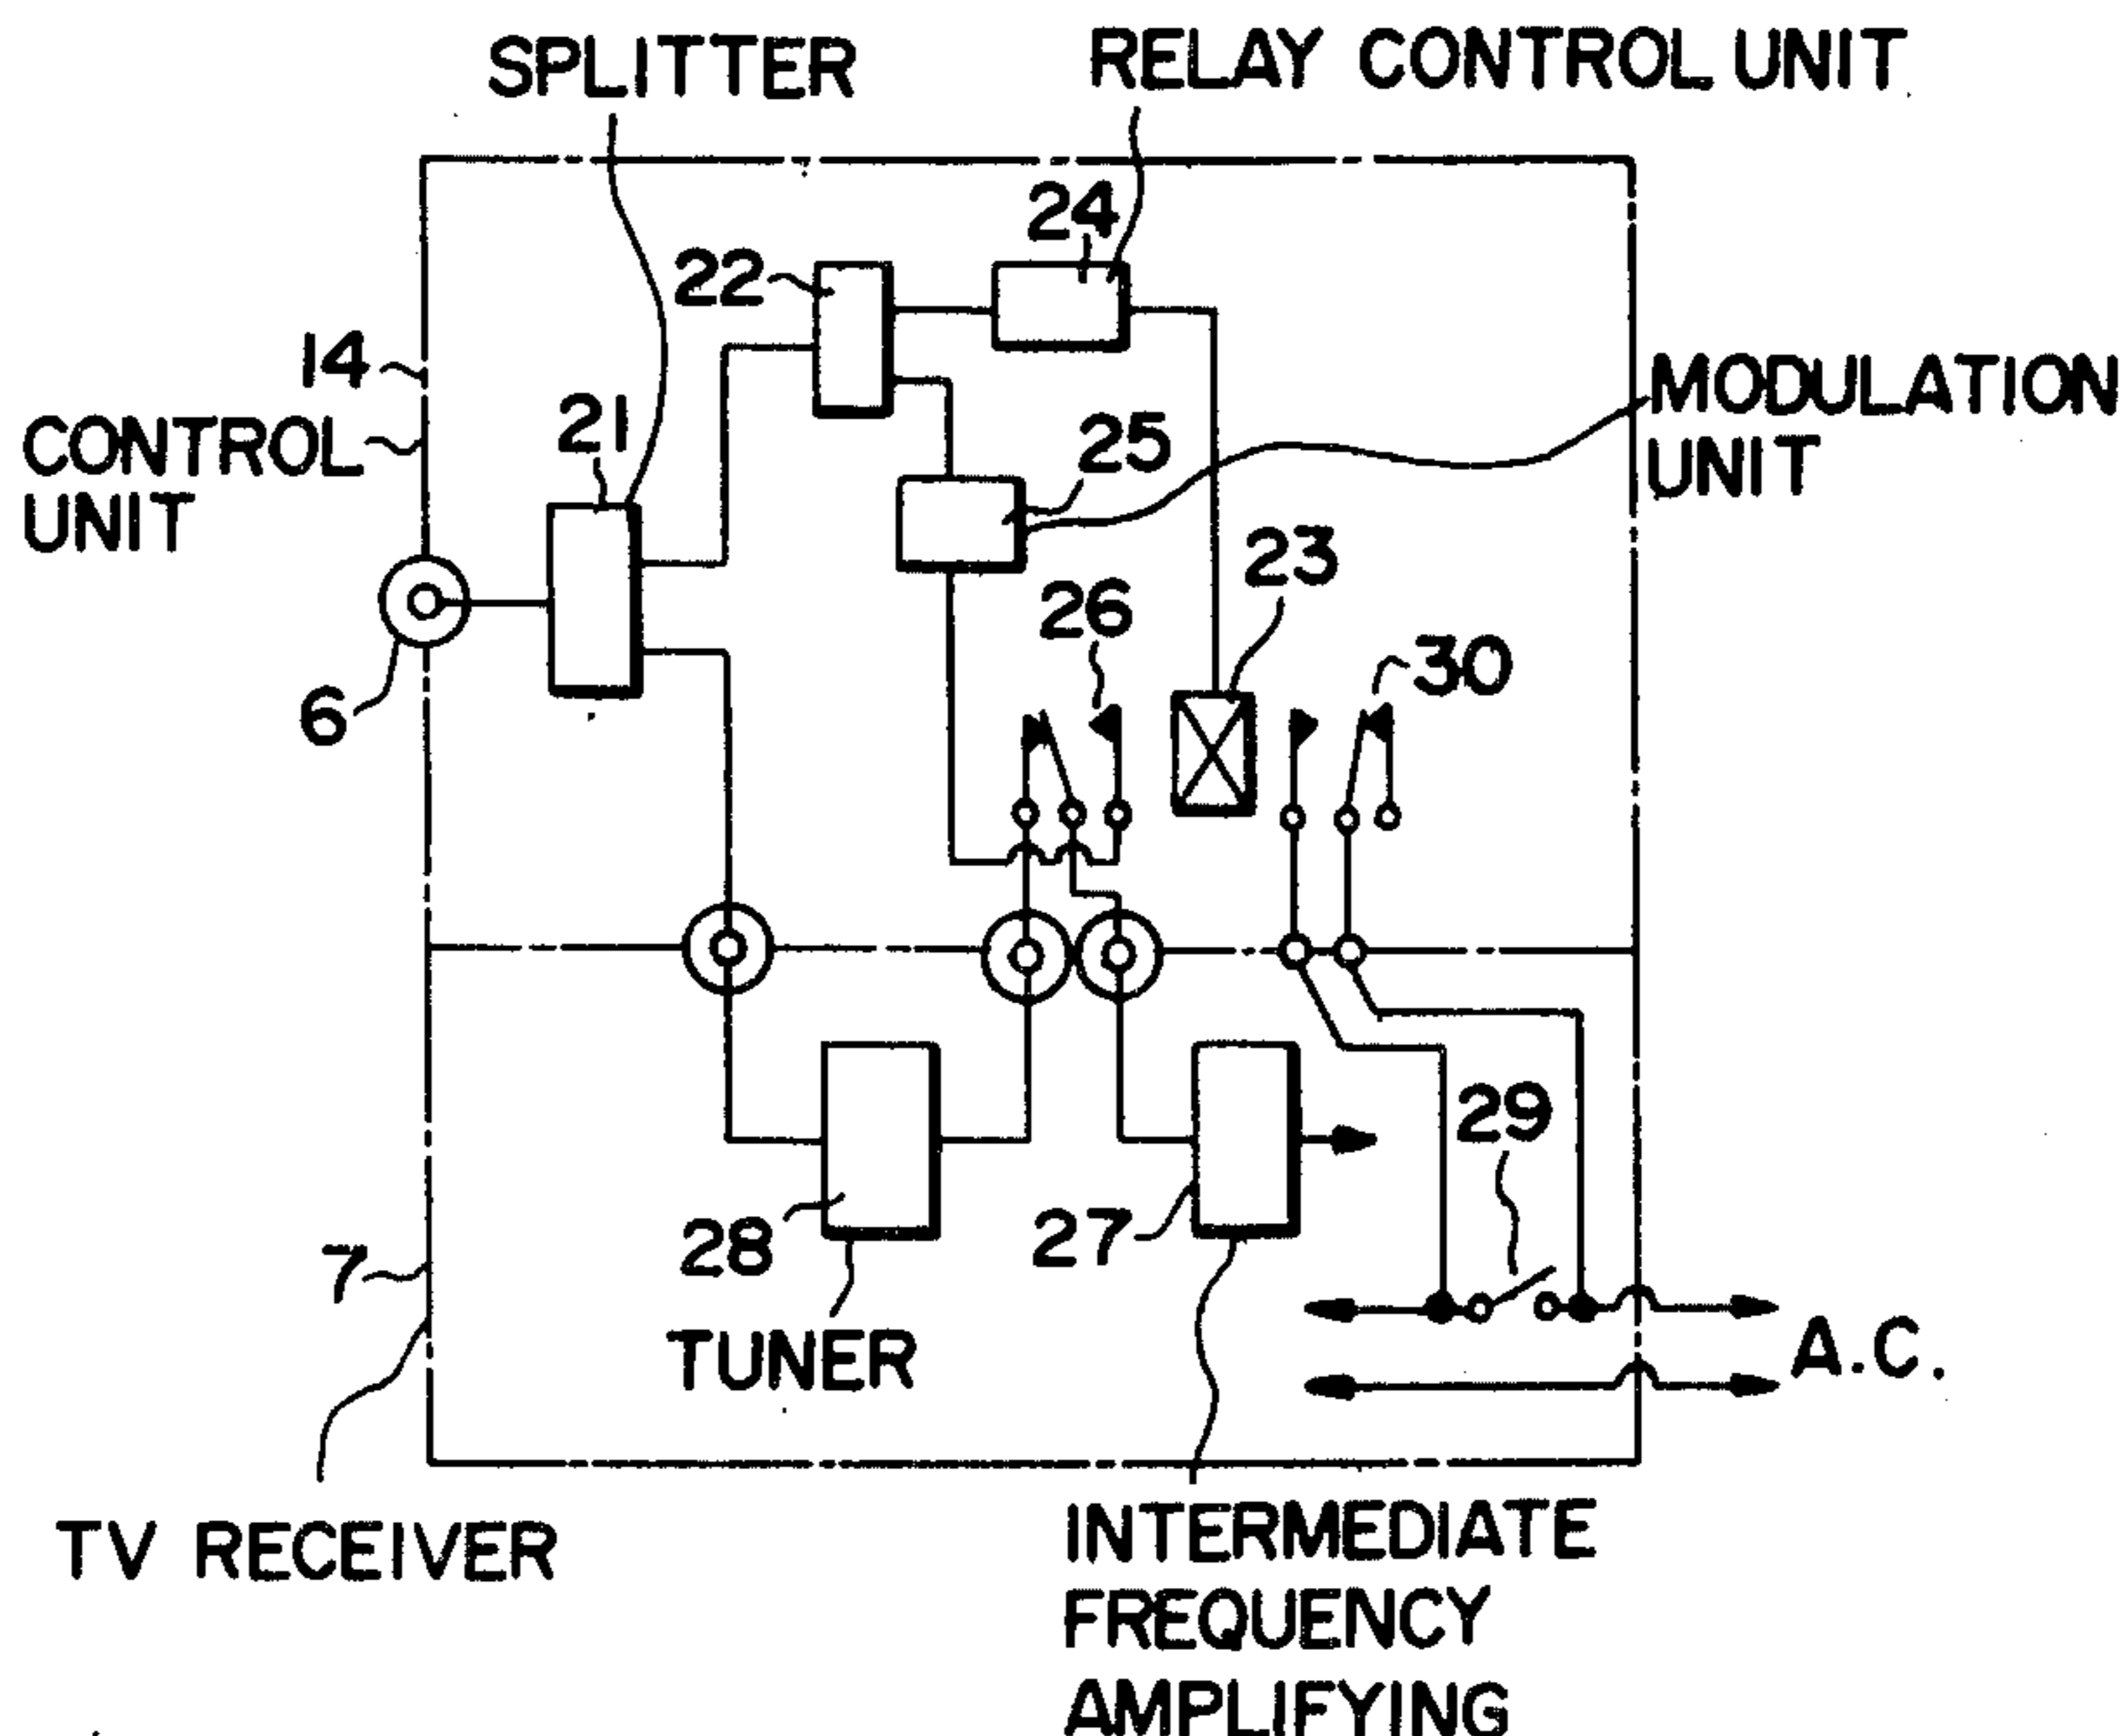 SPLITTER
RELAY CONTROL UNIT
24
22
14
CONTROL
UNIT
21
25
MODULATION
UNIT
23
26
30
6
29
28
27
7
TUNER
A.C.
TV RECEIVER
INTERMEDIATE
FREQUENCY
AMPLIFYING